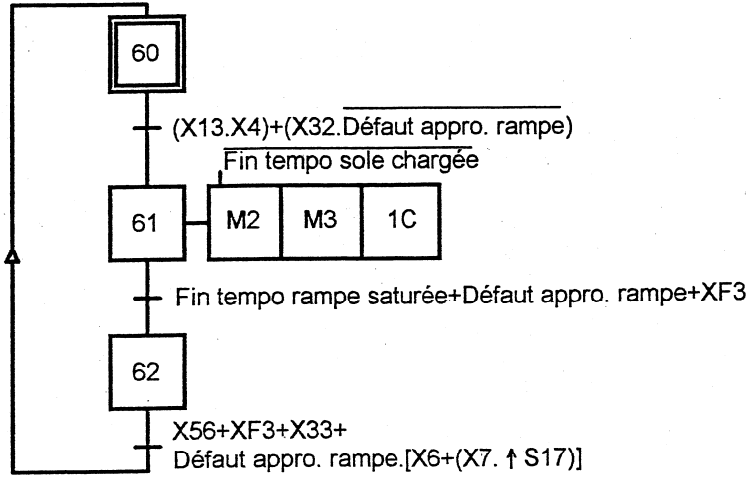 60
(X13.X4)+(X32.Défaut appro. rampe)
Fin tempo sole chargée
61
M2
M3
1C
Fin tempo rampe saturée+Défaut appro. rampe+XF3
62
X56+XF3+X33+
Défaut appro. rampe.[X6+(X7. ↑ S17)]